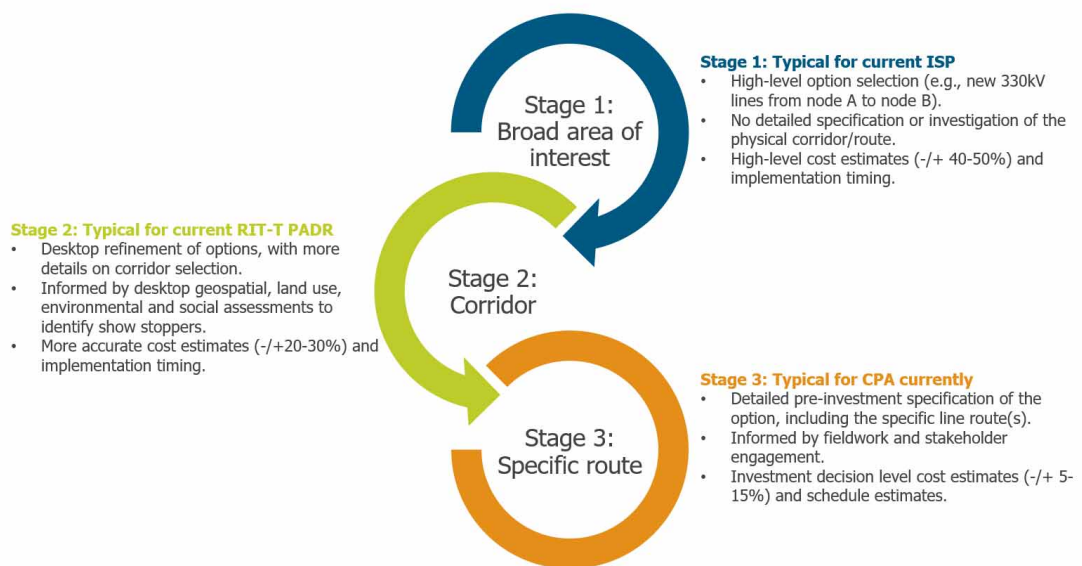 Stage 1:
Broad area of
interest
Stage 1: Typical for current ISP
• High-level option selection (e.g., new 330kV
lines from node A to node B).
• No detailed specification or investigation of the
physical corridor/route.
• High-level cost estimates (-/+ 40-50%) and
implementation timing.
Stage 2: Typical for current RIT-T PADR
• Desktop refinement of options, with more
details on corridor selection.
• Informed by desktop geospatial, land use,
environmental and social assessments to
identify show stoppers.
• More accurate cost estimates (-/+20-30%) and
implementation timing.
Stage 2:
Corridor
Stage 3:
Specific route
Stage 3: Typical for CPA currently
• Detailed pre-investment specification of the
option, including the specific line route(s).
• Informed by fieldwork and stakeholder
engagement.
• Investment decision level cost estimates (-/+ 5-
15%) and schedule estimates.